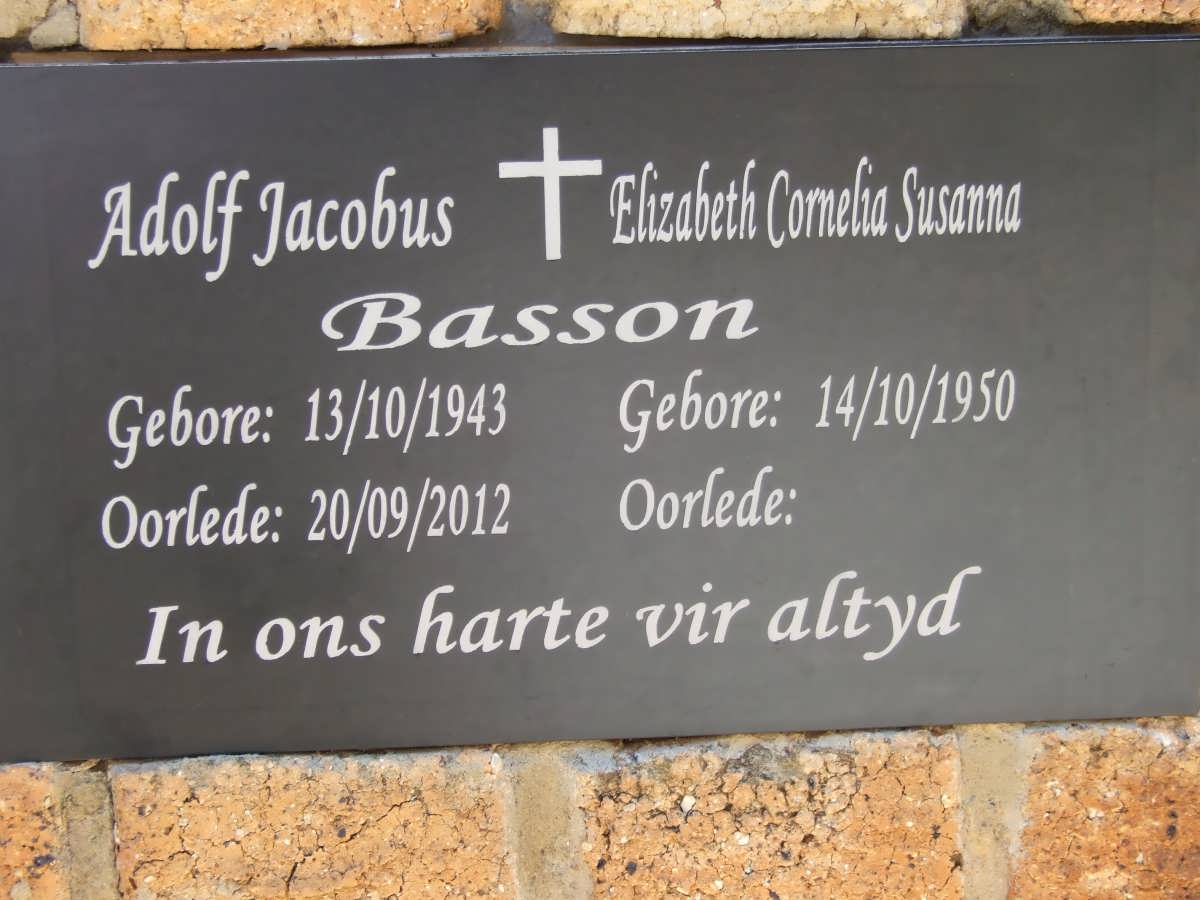 Adolf Jacobus Elizabeth Cornelia Susanna
Basson
Gebore: 13/10/1943 Gebore: 14/10/1950
Oorlede: 20/09/2012 Oorlede:
In ons harte vir altyd